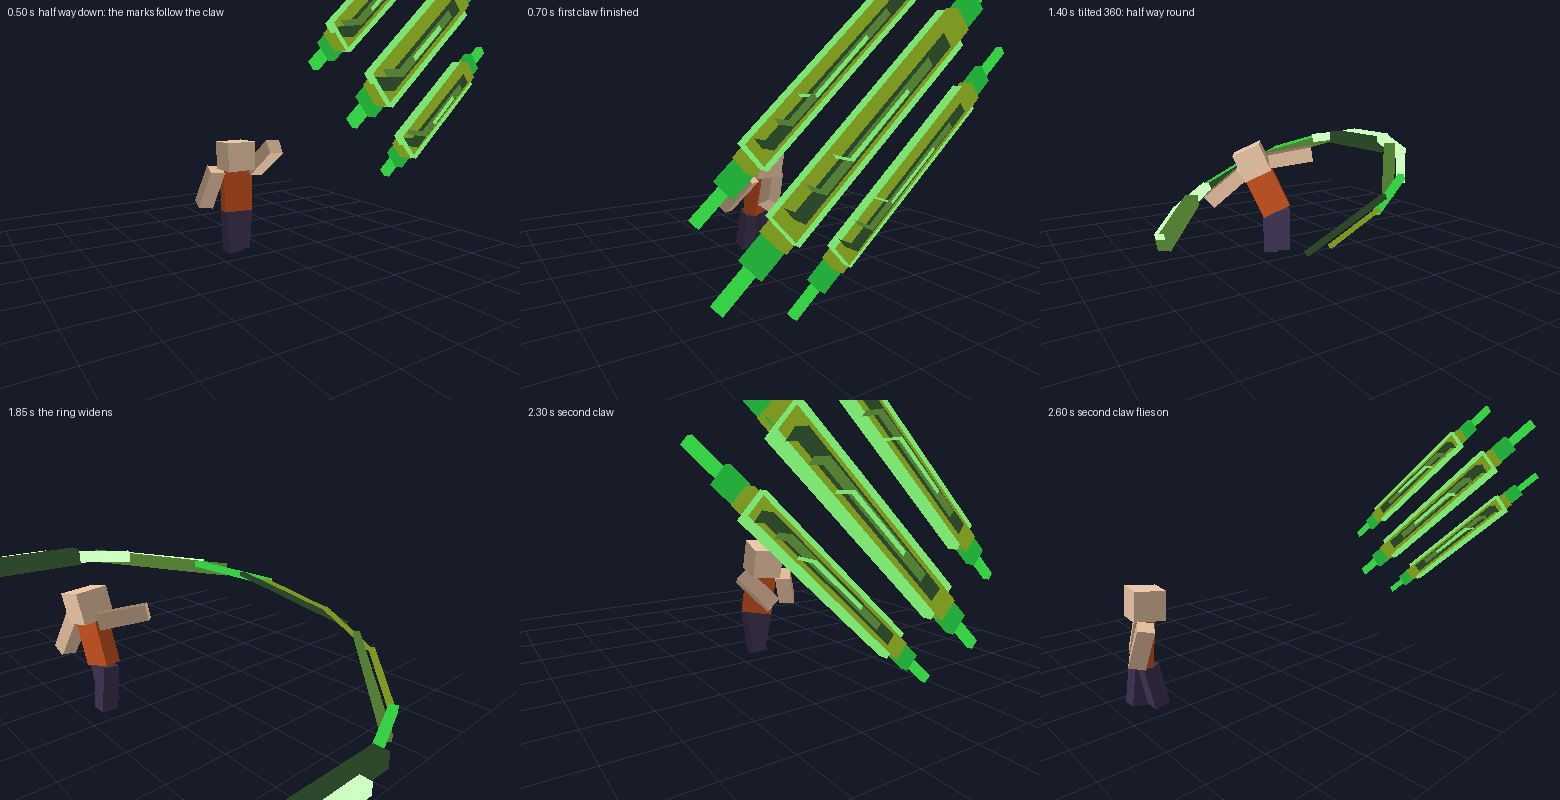 0.50 s half way down: the marks follow the claw
0.70 s first claw finished
1.40 s tilted 360: half way round
1.85 s the ring widens
2.30 s second claw
2.60 s second claw flies on